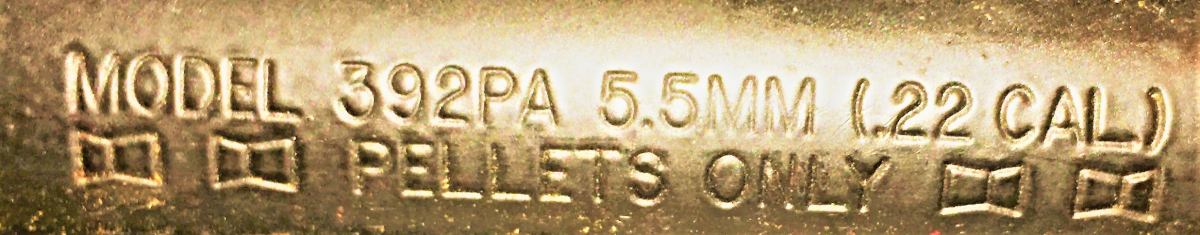 MODEL 392PA 5.5MM (.22 CAL)
PELLETS ONLY